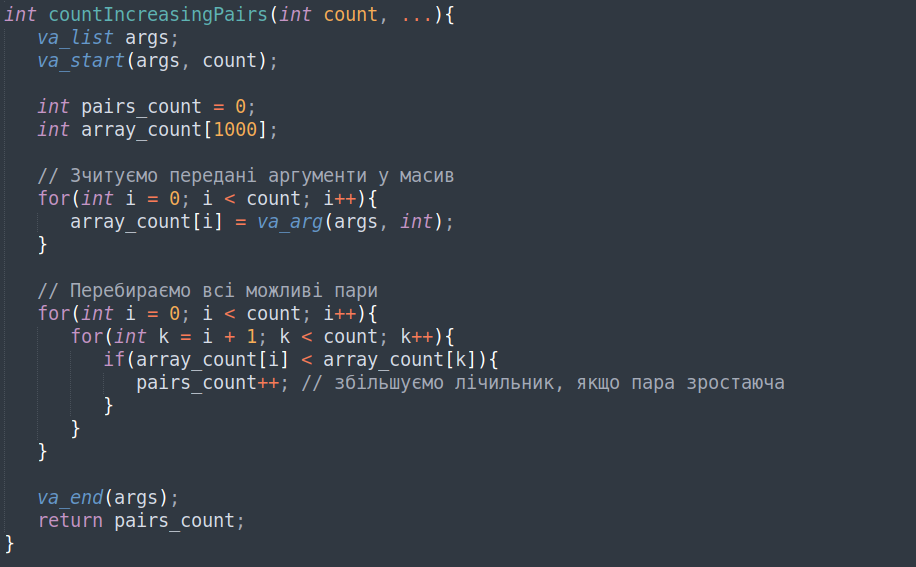 int countIncreasingPairs(int count, ...){
   va_list args;
   va_start(args, count);

   int pairs_count = 0;
   int array_count[1000];

   // Зчитуємо передані аргументи у масив
   for(int i = 0; i < count; i++){
      array_count[i] = va_arg(args, int);
   }

   // Перебираємо всі можливі пари
   for(int i = 0; i < count; i++){
      for(int k = i + 1; k < count; k++){
         if(array_count[i] < array_count[k]){
            pairs_count++; // збільшуємо лічильник, якщо пара зростаюча
         }
      }
   }

   va_end(args);
   return pairs_count;
}